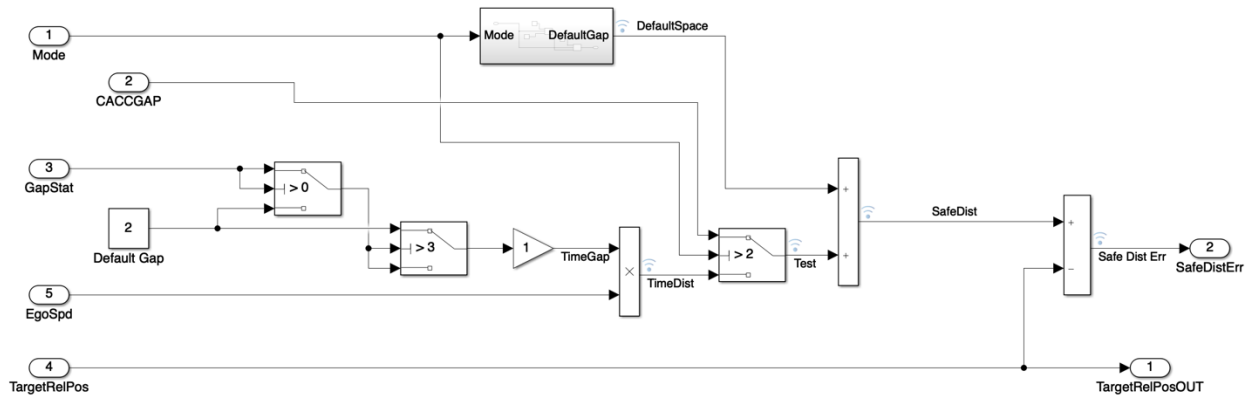 1
Mode
Mode
DefaultGap
DefaultSpace
2
CACCGAP
3
GapStat
> 0
2
Default Gap
> 3
1
TimeGap
×
TimeDist
> 2
Test
+
+
SafeDist
+
−
Safe Dist Err
2
SafeDistErr
5
EgoSpd
4
TargetRelPos
1
TargetRelPosOUT